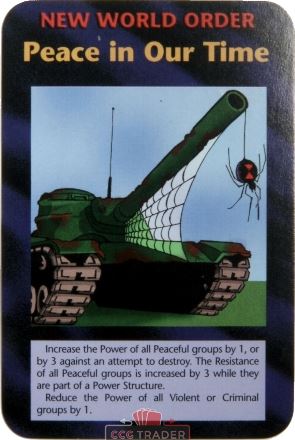 NEW WORLD ORDER
Peace in Our Time
Increase the Power of all Peaceful groups by 1, or
by 3 against an attempt to destroy. The Resistance
of all Peaceful groups is increased by 3 while they
are part of a Power Structure.
Reduce the Power of all Violent or Criminal
groups by 1.
CCG TRADER